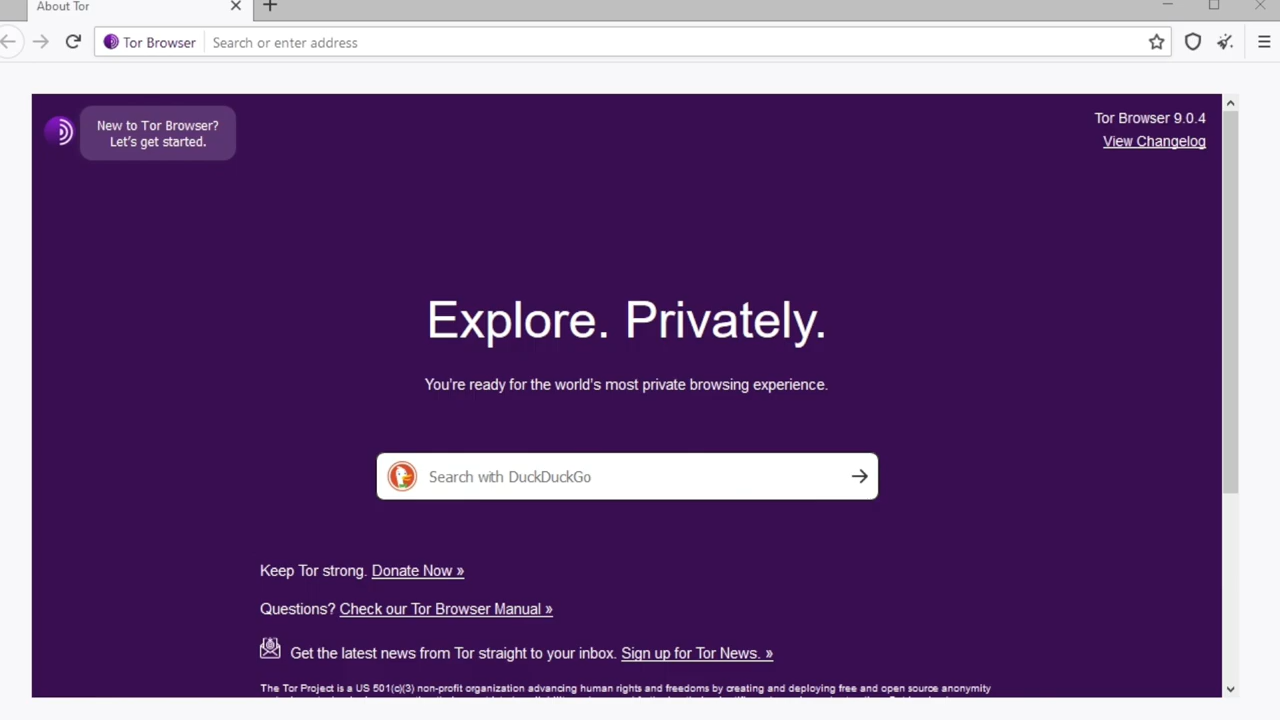 About Tor
Tor Browser
Search or enter address
New to Tor Browser?
Let's get started.
Tor Browser 9.0.4
View Changelog
Explore. Privately.
You're ready for the world's most private browsing experience.
Search with DuckDuckGo
Keep Tor strong. Donate Now »
Questions? Check our Tor Browser Manual »
Get the latest news from Tor straight to your inbox. Sign up for Tor News. »
The Tor Project is a US 501(c)(3) non-profit organization advancing human rights and freedoms by creating and deploying free and open source anonymity